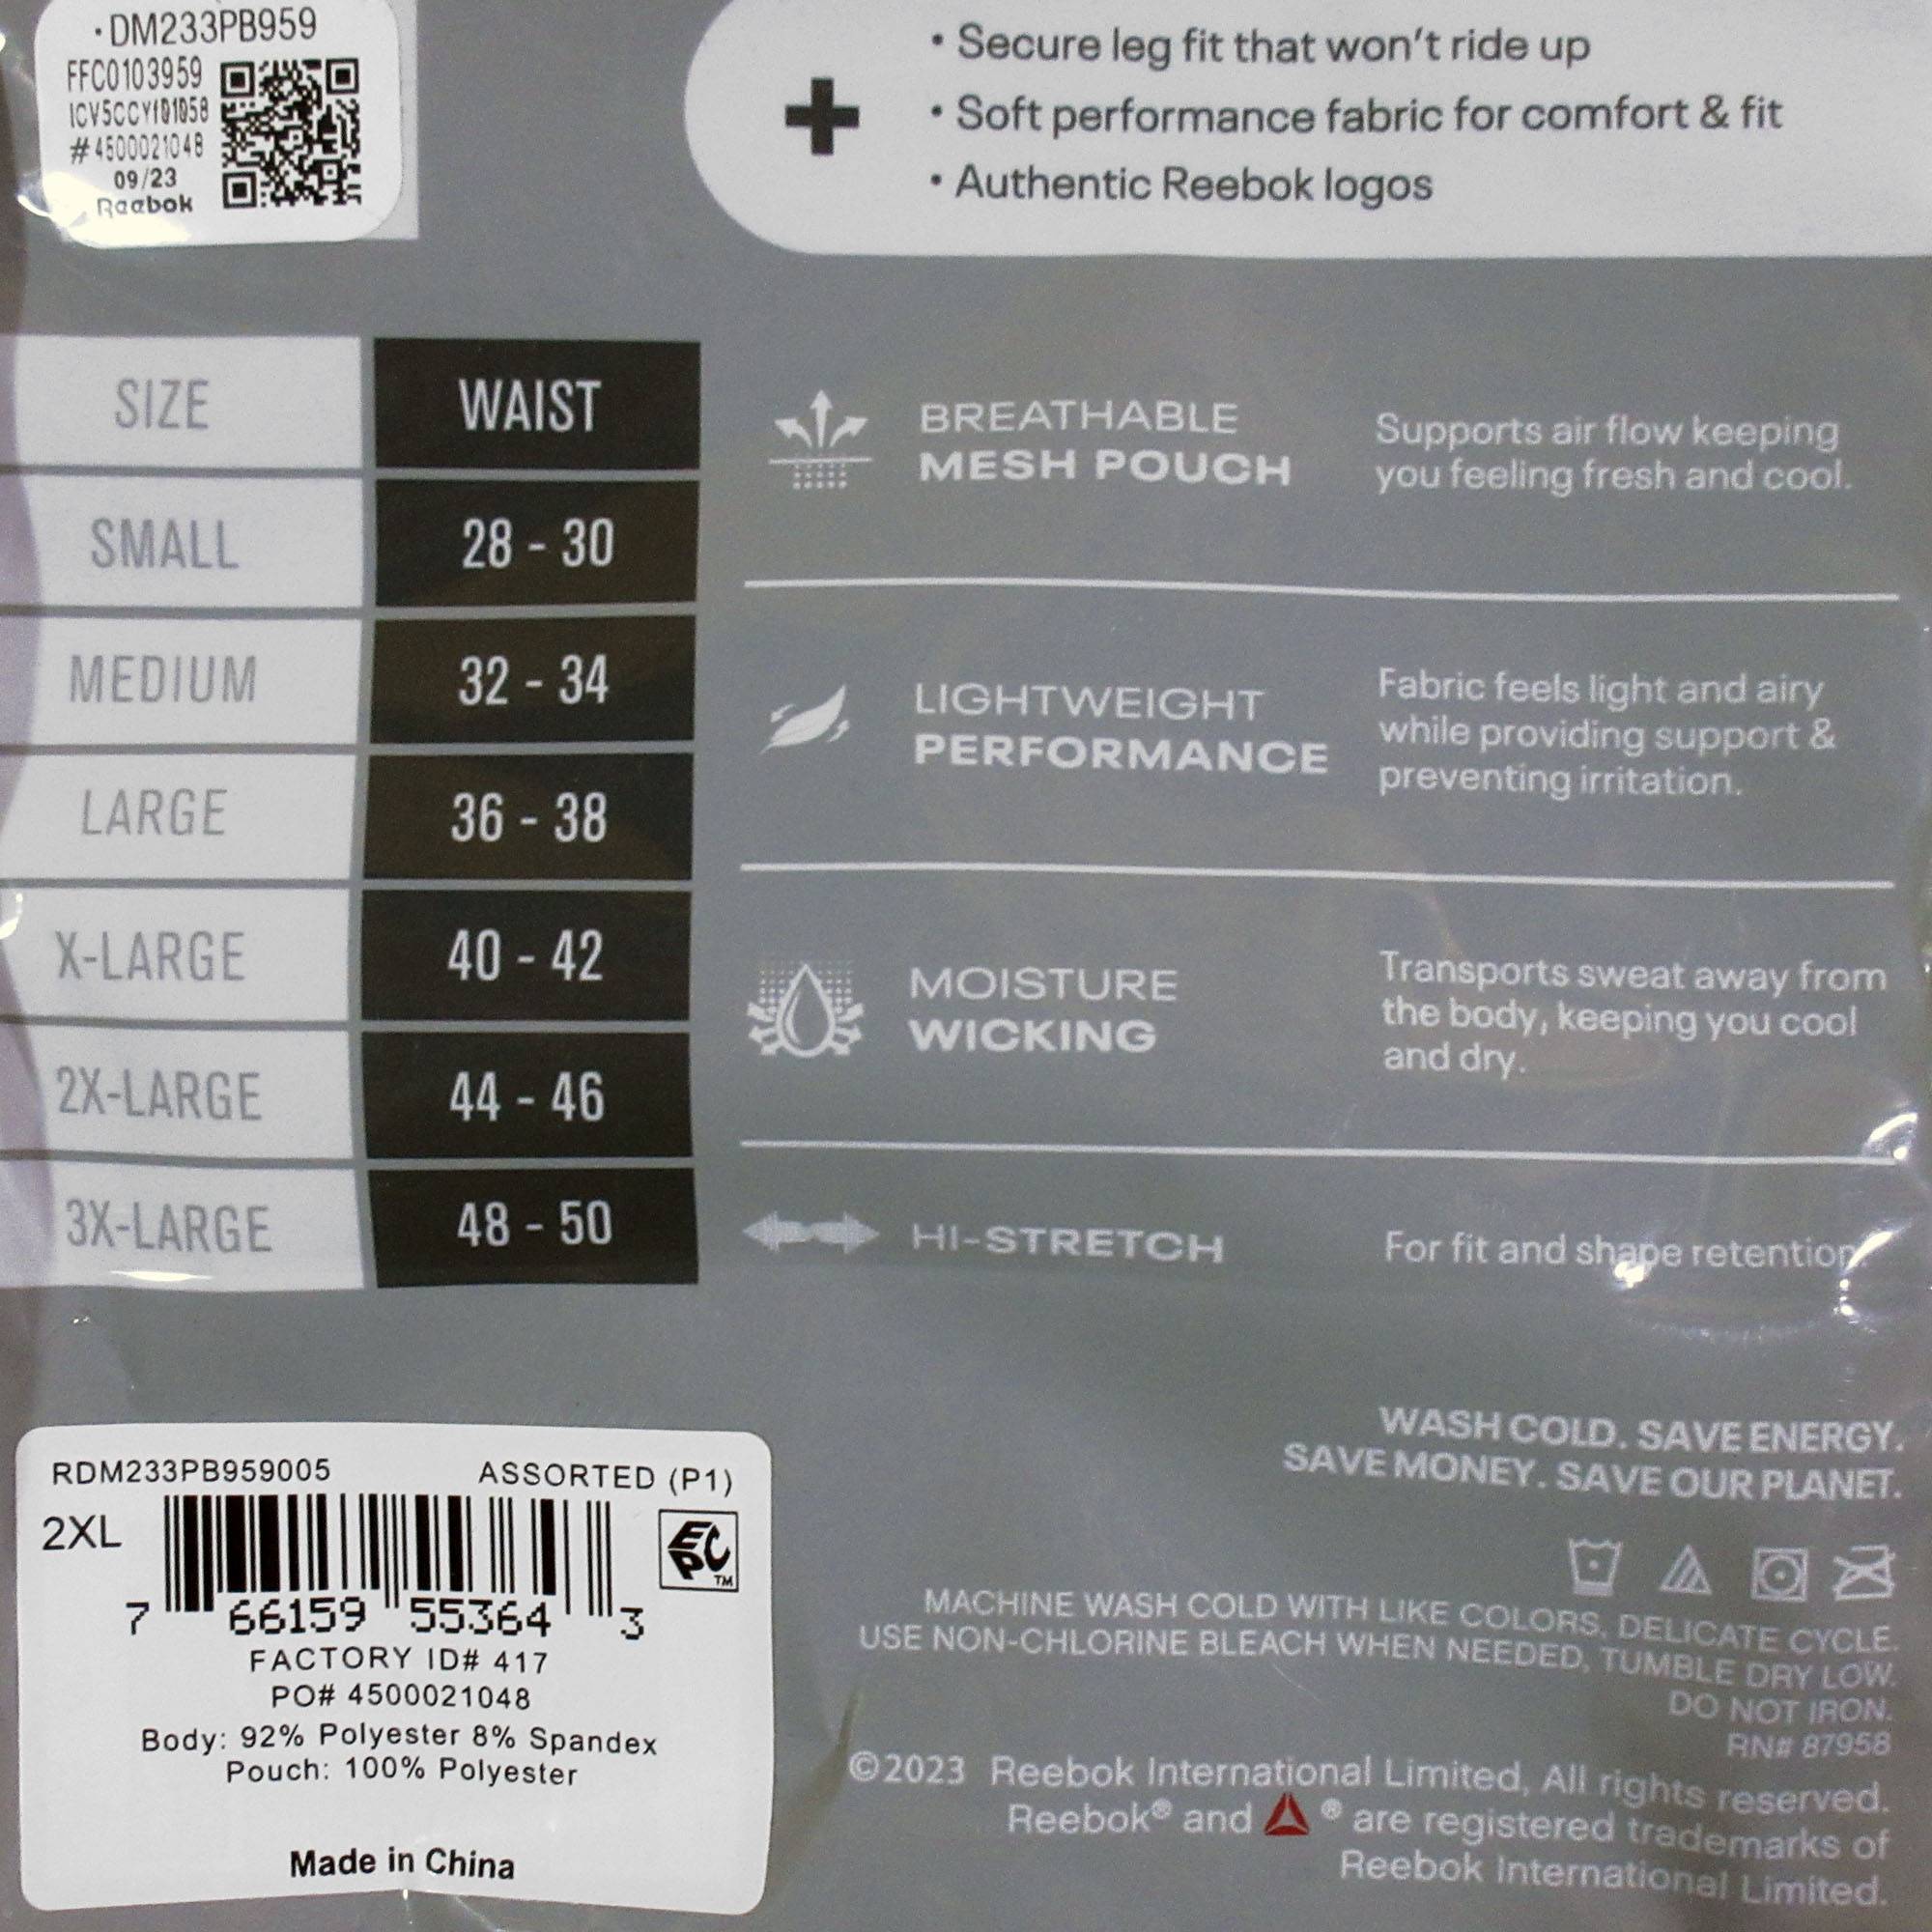 • DM233PB959
FFC0103959
#4500021048
09/23
Reebok
• Secure leg fit that won't ride up
• Soft performance fabric for comfort & fit
• Authentic Reebok logos
SIZE WAIST
SMALL 28 - 30
MEDIUM 32 - 34
LARGE 36 - 38
X-LARGE 40 - 42
2X-LARGE 44 - 46
3X-LARGE 48 - 50
BREATHABLE
MESH POUCH
Supports air flow keeping
you feeling fresh and cool.
LIGHTWEIGHT
PERFORMANCE
Fabric feels light and airy
while providing support &
preventing irritation.
MOISTURE
WICKING
Transports sweat away from
the body, keeping you cool
and dry.
HI-STRETCH
For fit and shape retention.
RDM233PB959005 ASSORTED (P1)
2XL
EPC™
7 66159 55364 3
FACTORY ID# 417
PO# 4500021048
Body: 92% Polyester 8% Spandex
Pouch: 100% Polyester
Made in China
WASH COLD. SAVE ENERGY.
SAVE MONEY. SAVE OUR PLANET.
MACHINE WASH COLD WITH LIKE COLORS, DELICATE CYCLE.
USE NON-CHLORINE BLEACH WHEN NEEDED, TUMBLE DRY LOW.
DO NOT IRON.
RN# 87958
©2023 Reebok International Limited, All rights reserved.
Reebok® and ® are registered trademarks of
Reebok International Limited.